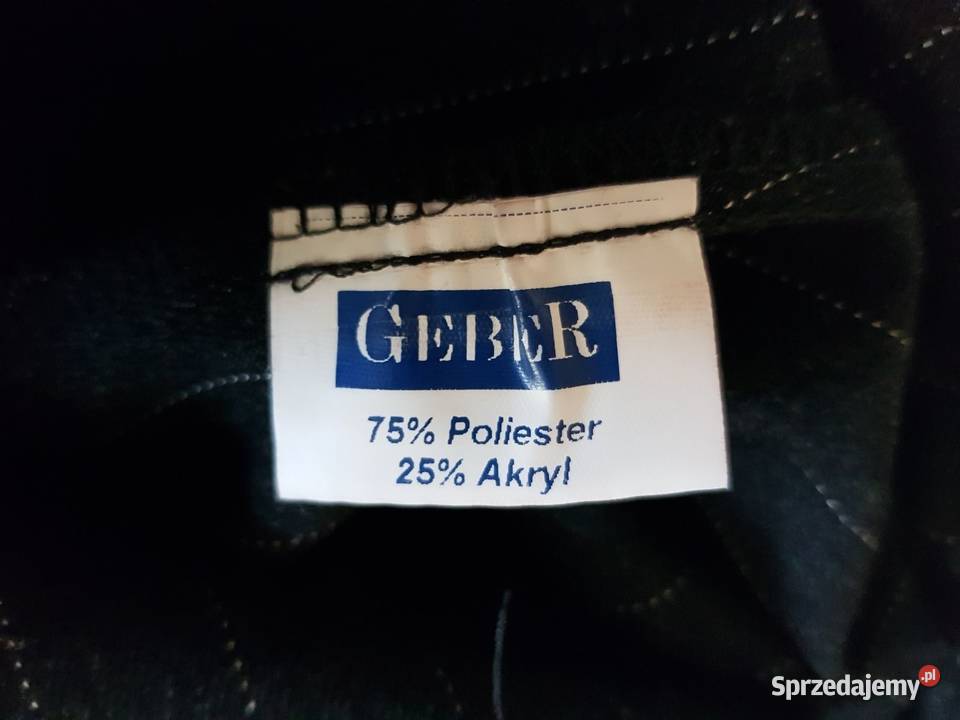 GEBER
75% Poliester
25% Akryl
Sprzedajemy.pl